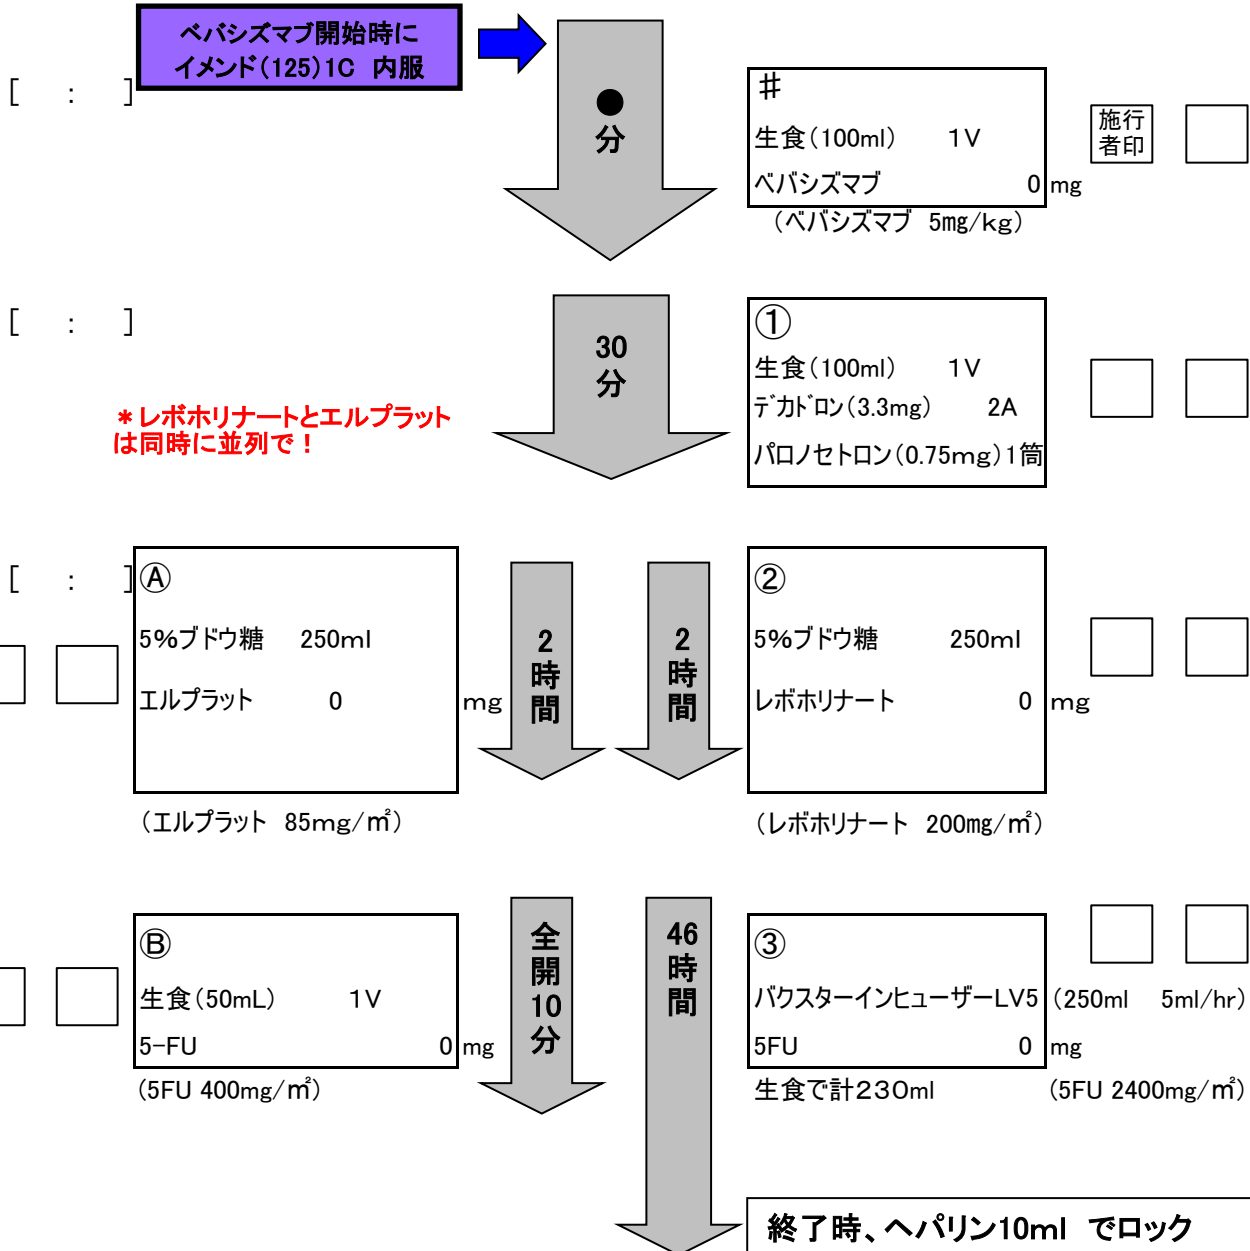 ベバシズマブ開始時に
イメンド（125）1C 内服
[ : ]
●
分
♯
生食（100ml） 1V
ベバシズマブ 0 mg
（ベバシズマブ 5mg/kg）
施行
者印
[ : ]
30
分
①
生食（100ml） 1V
デカドロン（3.3mg） 2A
パロノセトロン（0.75mg）1筒
＊レボホリナートとエルプラット
は同時に並列で！
[ : ]
Ⓐ
5%ブドウ糖 250ml
エルプラット 0 mg
（エルプラット 85mg/㎡）
2
時
間
2
時
間
②
5%ブドウ糖 250ml
レボホリナート 0 mg
（レボホリナート 200mg/㎡）
Ⓑ
生食（50mL） 1V
5-FU 0 mg
（5FU 400mg/㎡）
全
開
10
分
46
時
間
③
バクスターインヒューザーLV5 （250ml 5ml/hr）
5FU 0 mg
生食で計230ml （5FU 2400mg/㎡）
終了時、ヘパリン10ml でロック